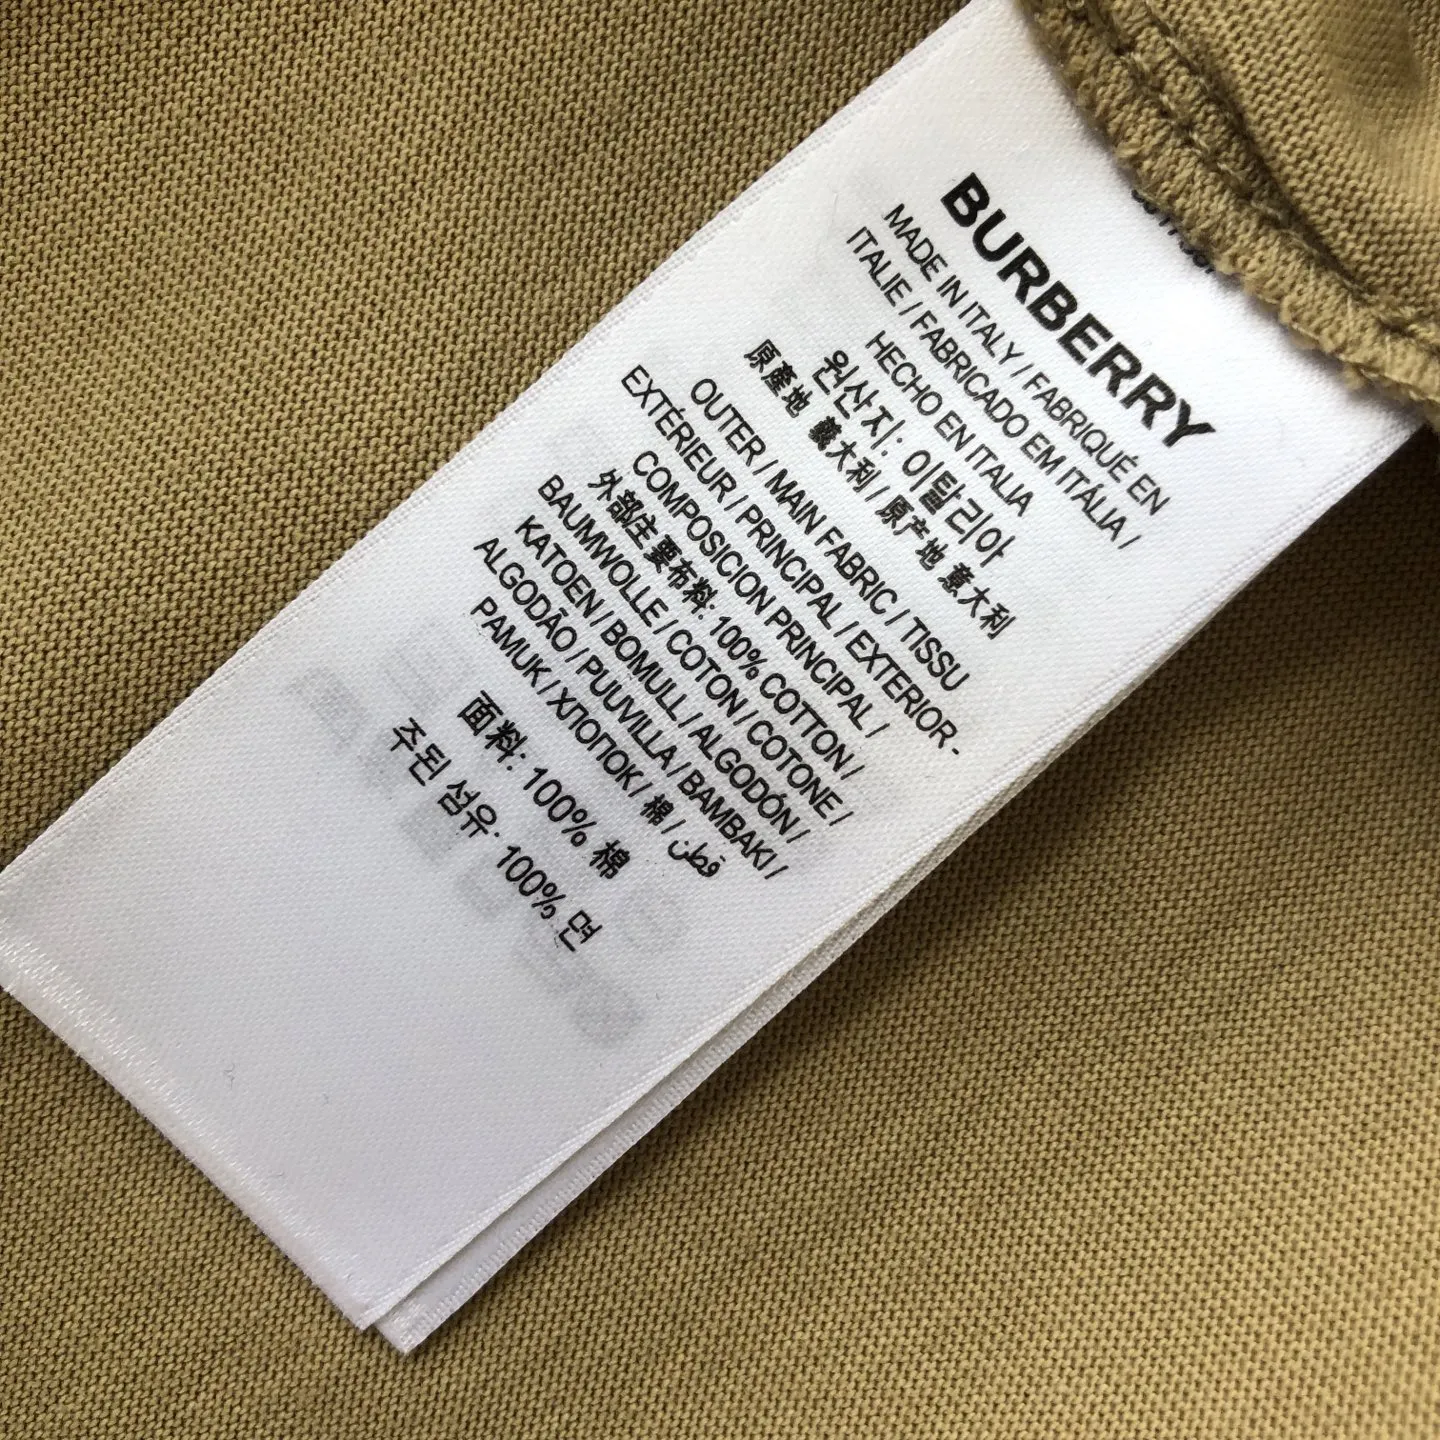 BURBERRY
MADE IN ITALY / FABRIQUÉ EN
ITALIE / FABRICADO EM ITÁLIA /
HECHO EN ITALIA
원산지: 이탈리아
原產地 義大利 / 原产地 意大利
OUTER / MAIN FABRIC / TISSU
EXTÉRIEUR / PRINCIPAL / EXTERIOR -
COMPOSICION PRINCIPAL /
外部主要布料: 100% COTTON /
BAUMWOLLE / COTON / COTONE /
KATOEN / BOMULL / ALGODÓN /
ALGODÃO / PUUVILLA / BAMBAKI /
PAMUK / ХЛОПОК / 棉 / قطن
面料: 100% 棉
주된 섬유: 100% 면